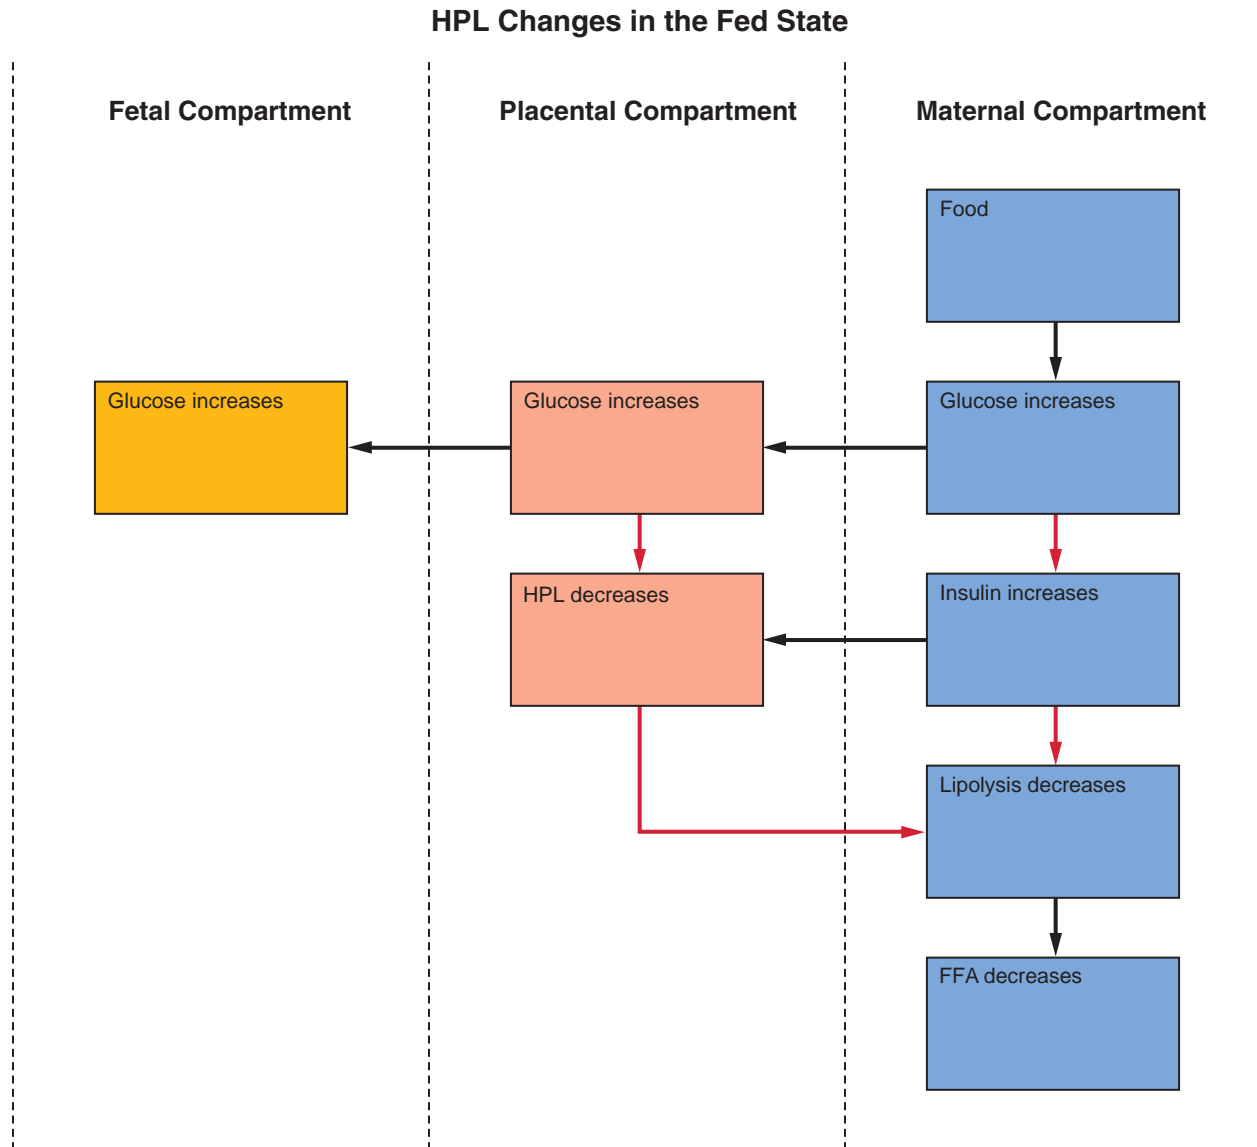 HPL Changes in the Fed State
Fetal Compartment
Placental Compartment
Maternal Compartment
Food
Glucose increases
Glucose increases
Glucose increases
HPL decreases
Insulin increases
Lipolysis decreases
FFA decreases